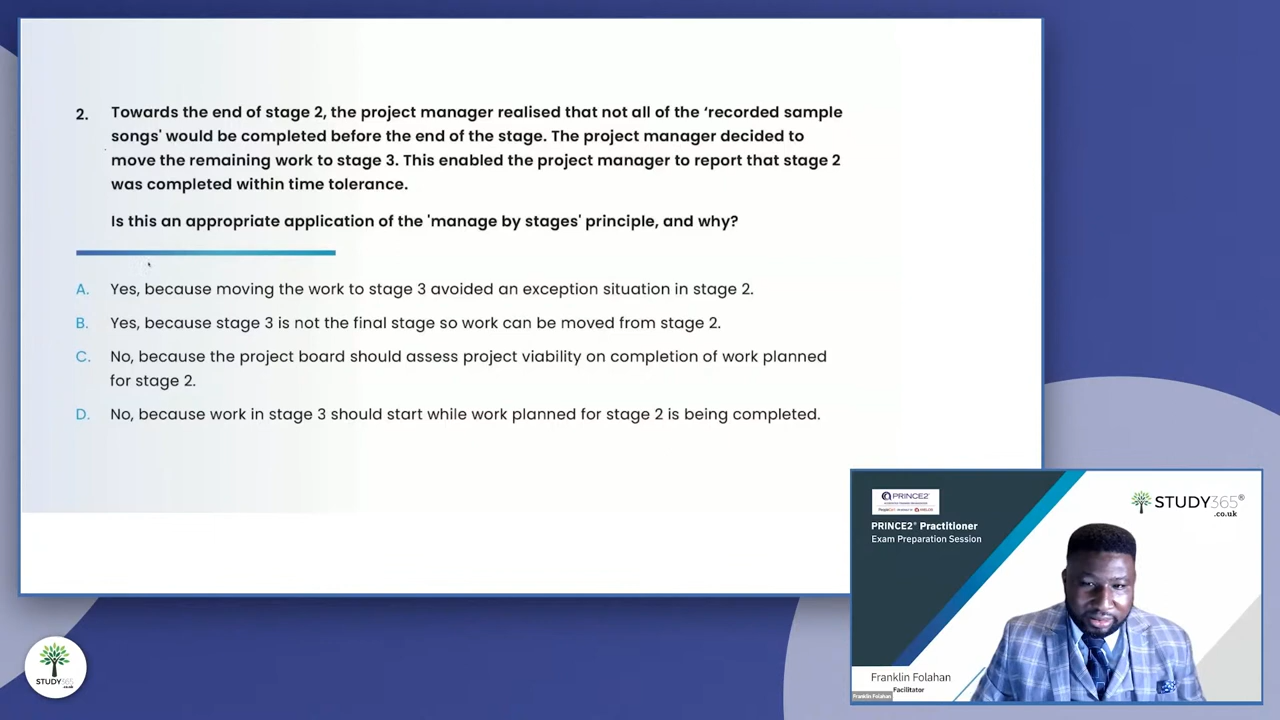 2. Towards the end of stage 2, the project manager realised that not all of the ‘recorded sample
songs' would be completed before the end of the stage. The project manager decided to
move the remaining work to stage 3. This enabled the project manager to report that stage 2
was completed within time tolerance.
Is this an appropriate application of the 'manage by stages' principle, and why?
A. Yes, because moving the work to stage 3 avoided an exception situation in stage 2.
B. Yes, because stage 3 is not the final stage so work can be moved from stage 2.
C. No, because the project board should assess project viability on completion of work planned
for stage 2.
D. No, because work in stage 3 should start while work planned for stage 2 is being completed.
PRINCE2
PRINCE2® Practitioner
Exam Preparation Session
STUDY365®
.co.uk
Franklin Folahan
Facilitator
Franklin Folahan
STUDY365
.co.uk